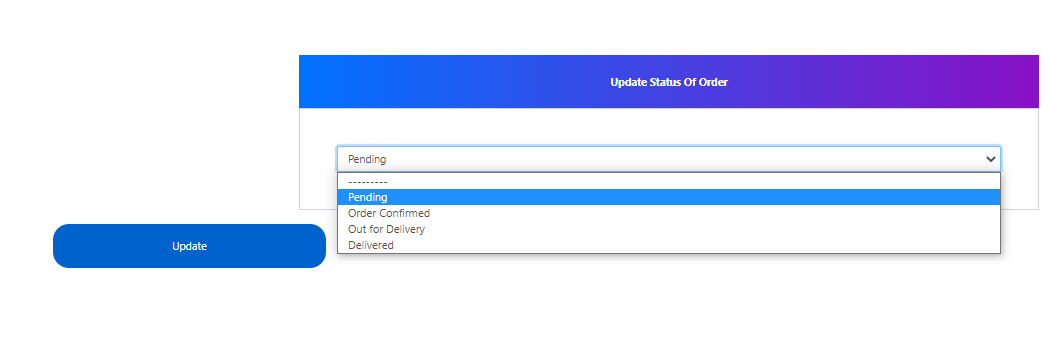 Update Status Of Order
Pending
---------
Pending
Order Confirmed
Out for Delivery
Delivered
Update